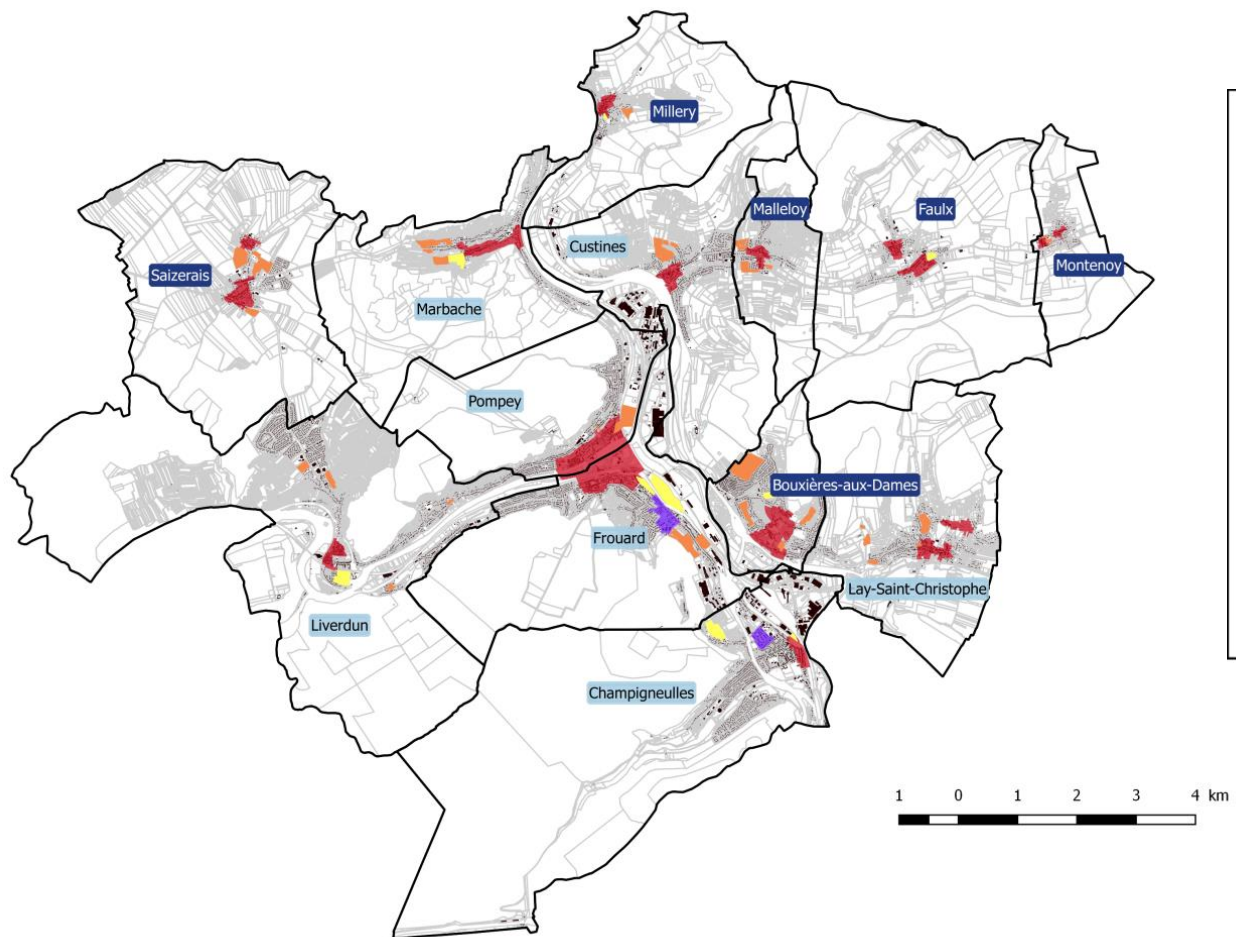 Millery
Malleloy
Faulx
Custines
Saizerais
Montenoy
Marbache
Pompey
Bouxières-aux-Dames
Frouard
Lay-Saint-Christophe
Liverdun
Champigneulles
1 0 1 2 3 4 km